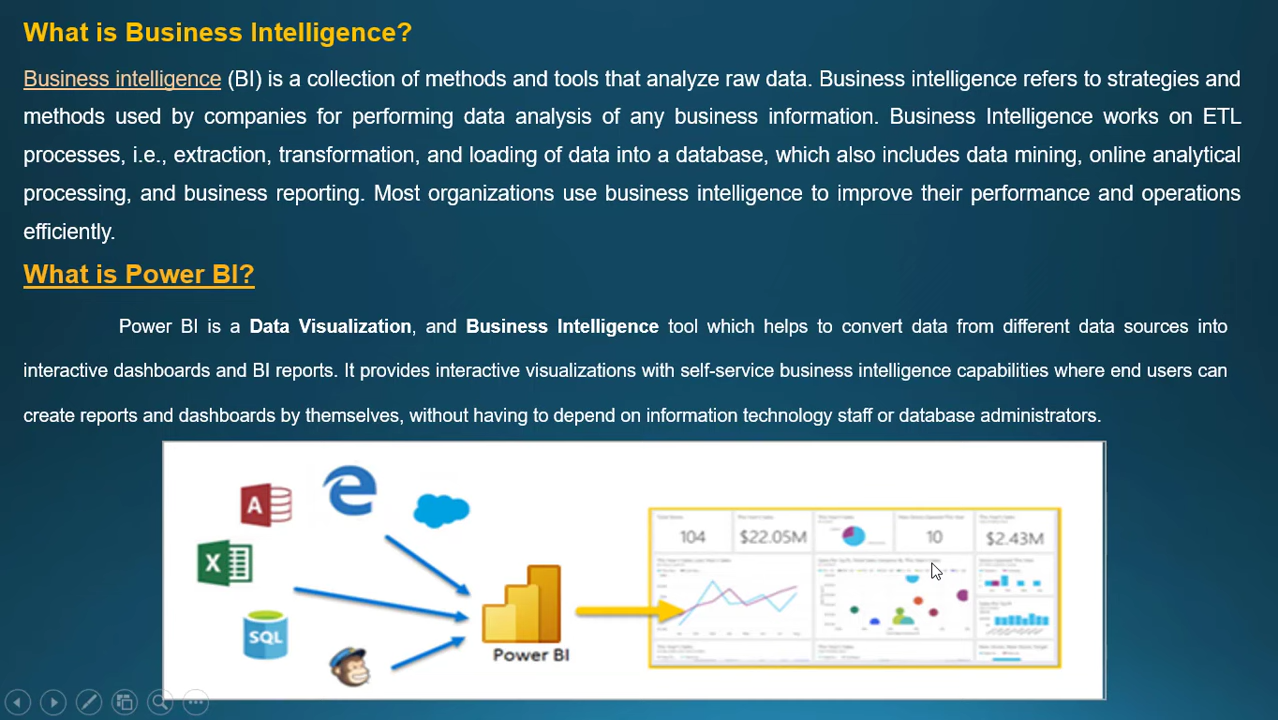 What is Business Intelligence?
Business intelligence (BI) is a collection of methods and tools that analyze raw data. Business intelligence refers to strategies and
methods used by companies for performing data analysis of any business information. Business Intelligence works on ETL
processes, i.e., extraction, transformation, and loading of data into a database, which also includes data mining, online analytical
processing, and business reporting. Most organizations use business intelligence to improve their performance and operations
efficiently.
What is Power BI?
Power BI is a Data Visualization, and Business Intelligence tool which helps to convert data from different data sources into
interactive dashboards and BI reports. It provides interactive visualizations with self-service business intelligence capabilities where end users can
create reports and dashboards by themselves, without having to depend on information technology staff or database administrators.
A
X
SQL
Power BI
104
$22.05M
10
$2.43M